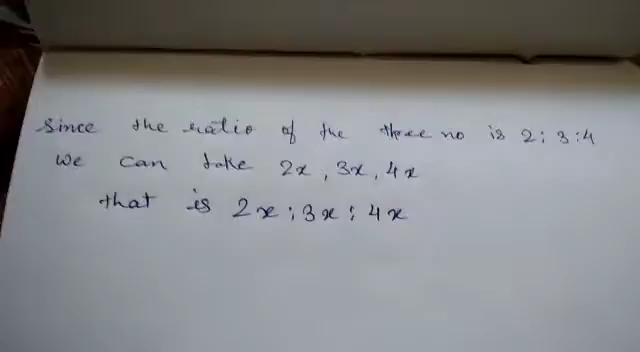 since the ratio of the three no is 2:3:4
we can take 2x, 3x, 4x
that is 2x:3x:4x